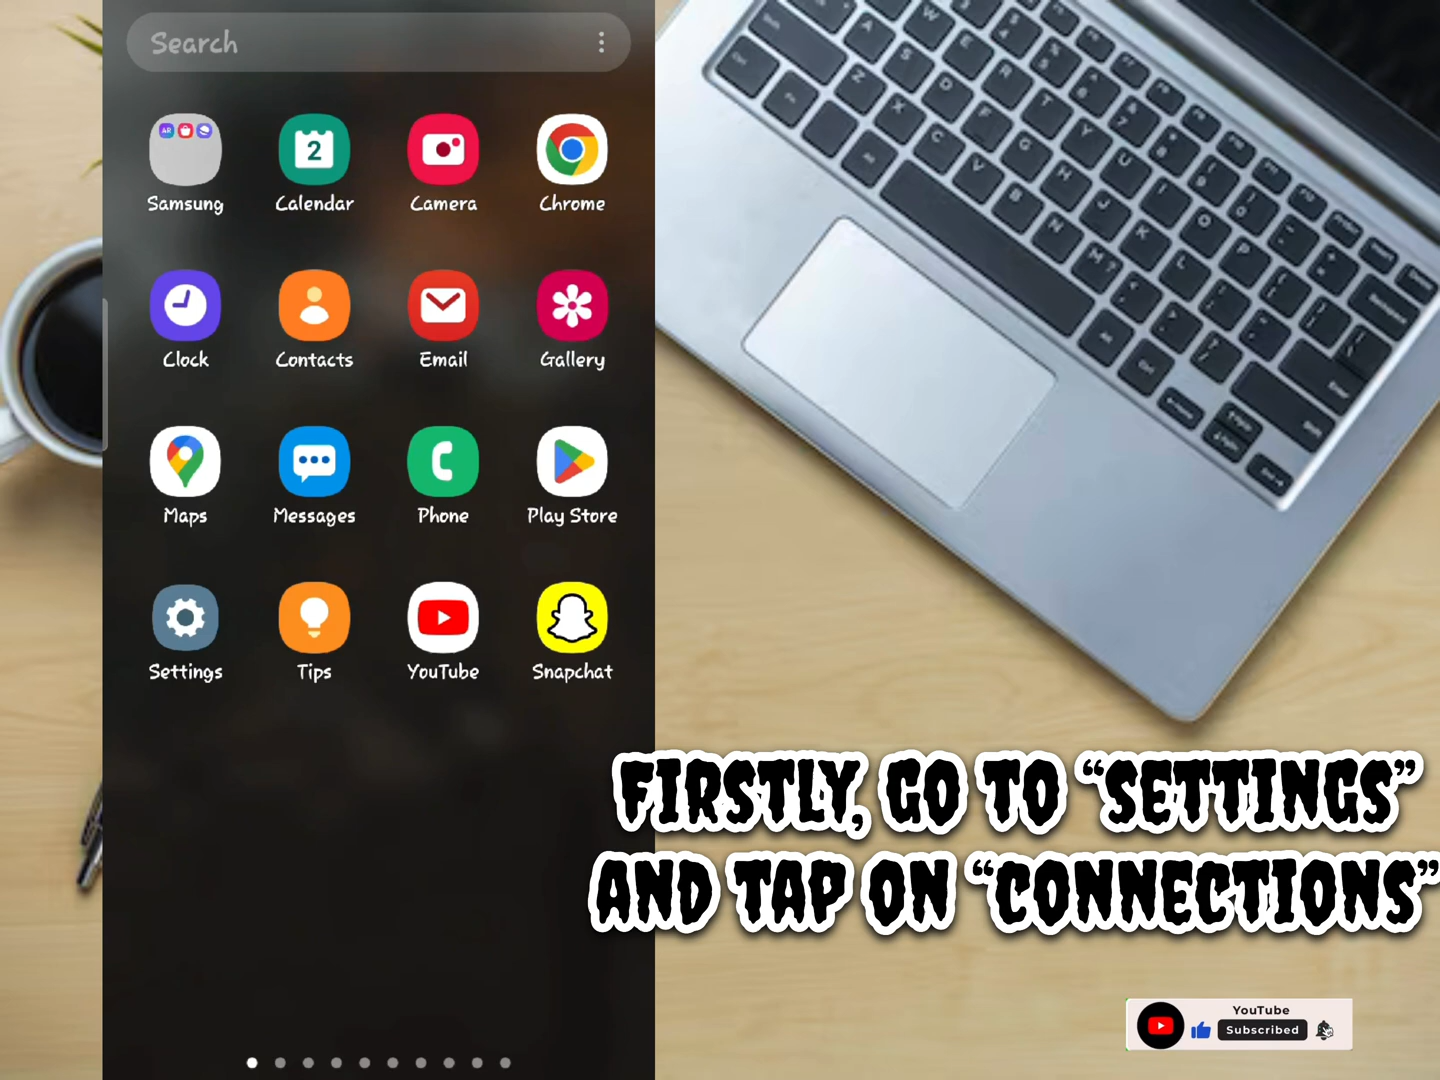 Search
Samsung Calendar Camera Chrome
Clock Contacts Email Gallery
Maps Messages Phone Play Store
Settings Tips YouTube Snapchat
FIRSTLY, GO TO “SETTINGS”
AND TAP ON “CONNECTIONS”
YouTube
Subscribed